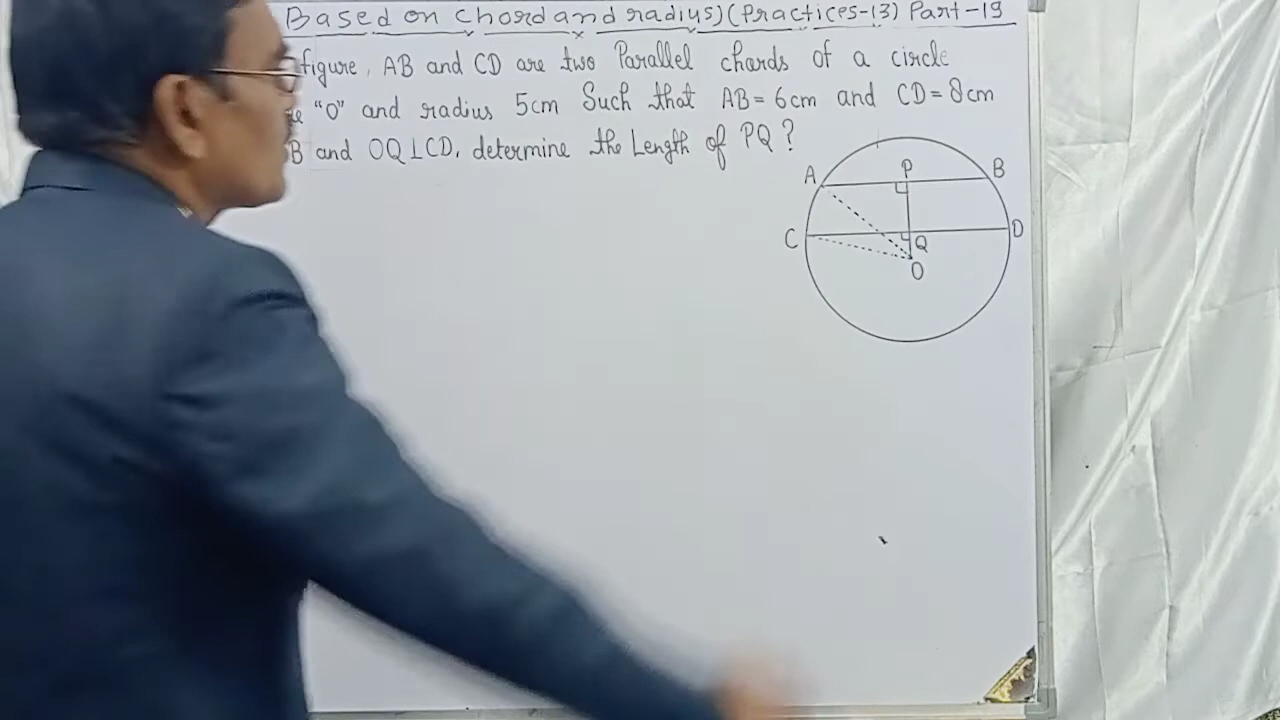 Based on chord and radius) (Practices-13) Part-19
figure, AB and CD are two Parallel chords of a circle
"O" and radius 5cm Such that AB = 6cm and CD = 8cm
B and OQ⊥CD, determine the Length of PQ?
P
A
B
C
Q
D
O